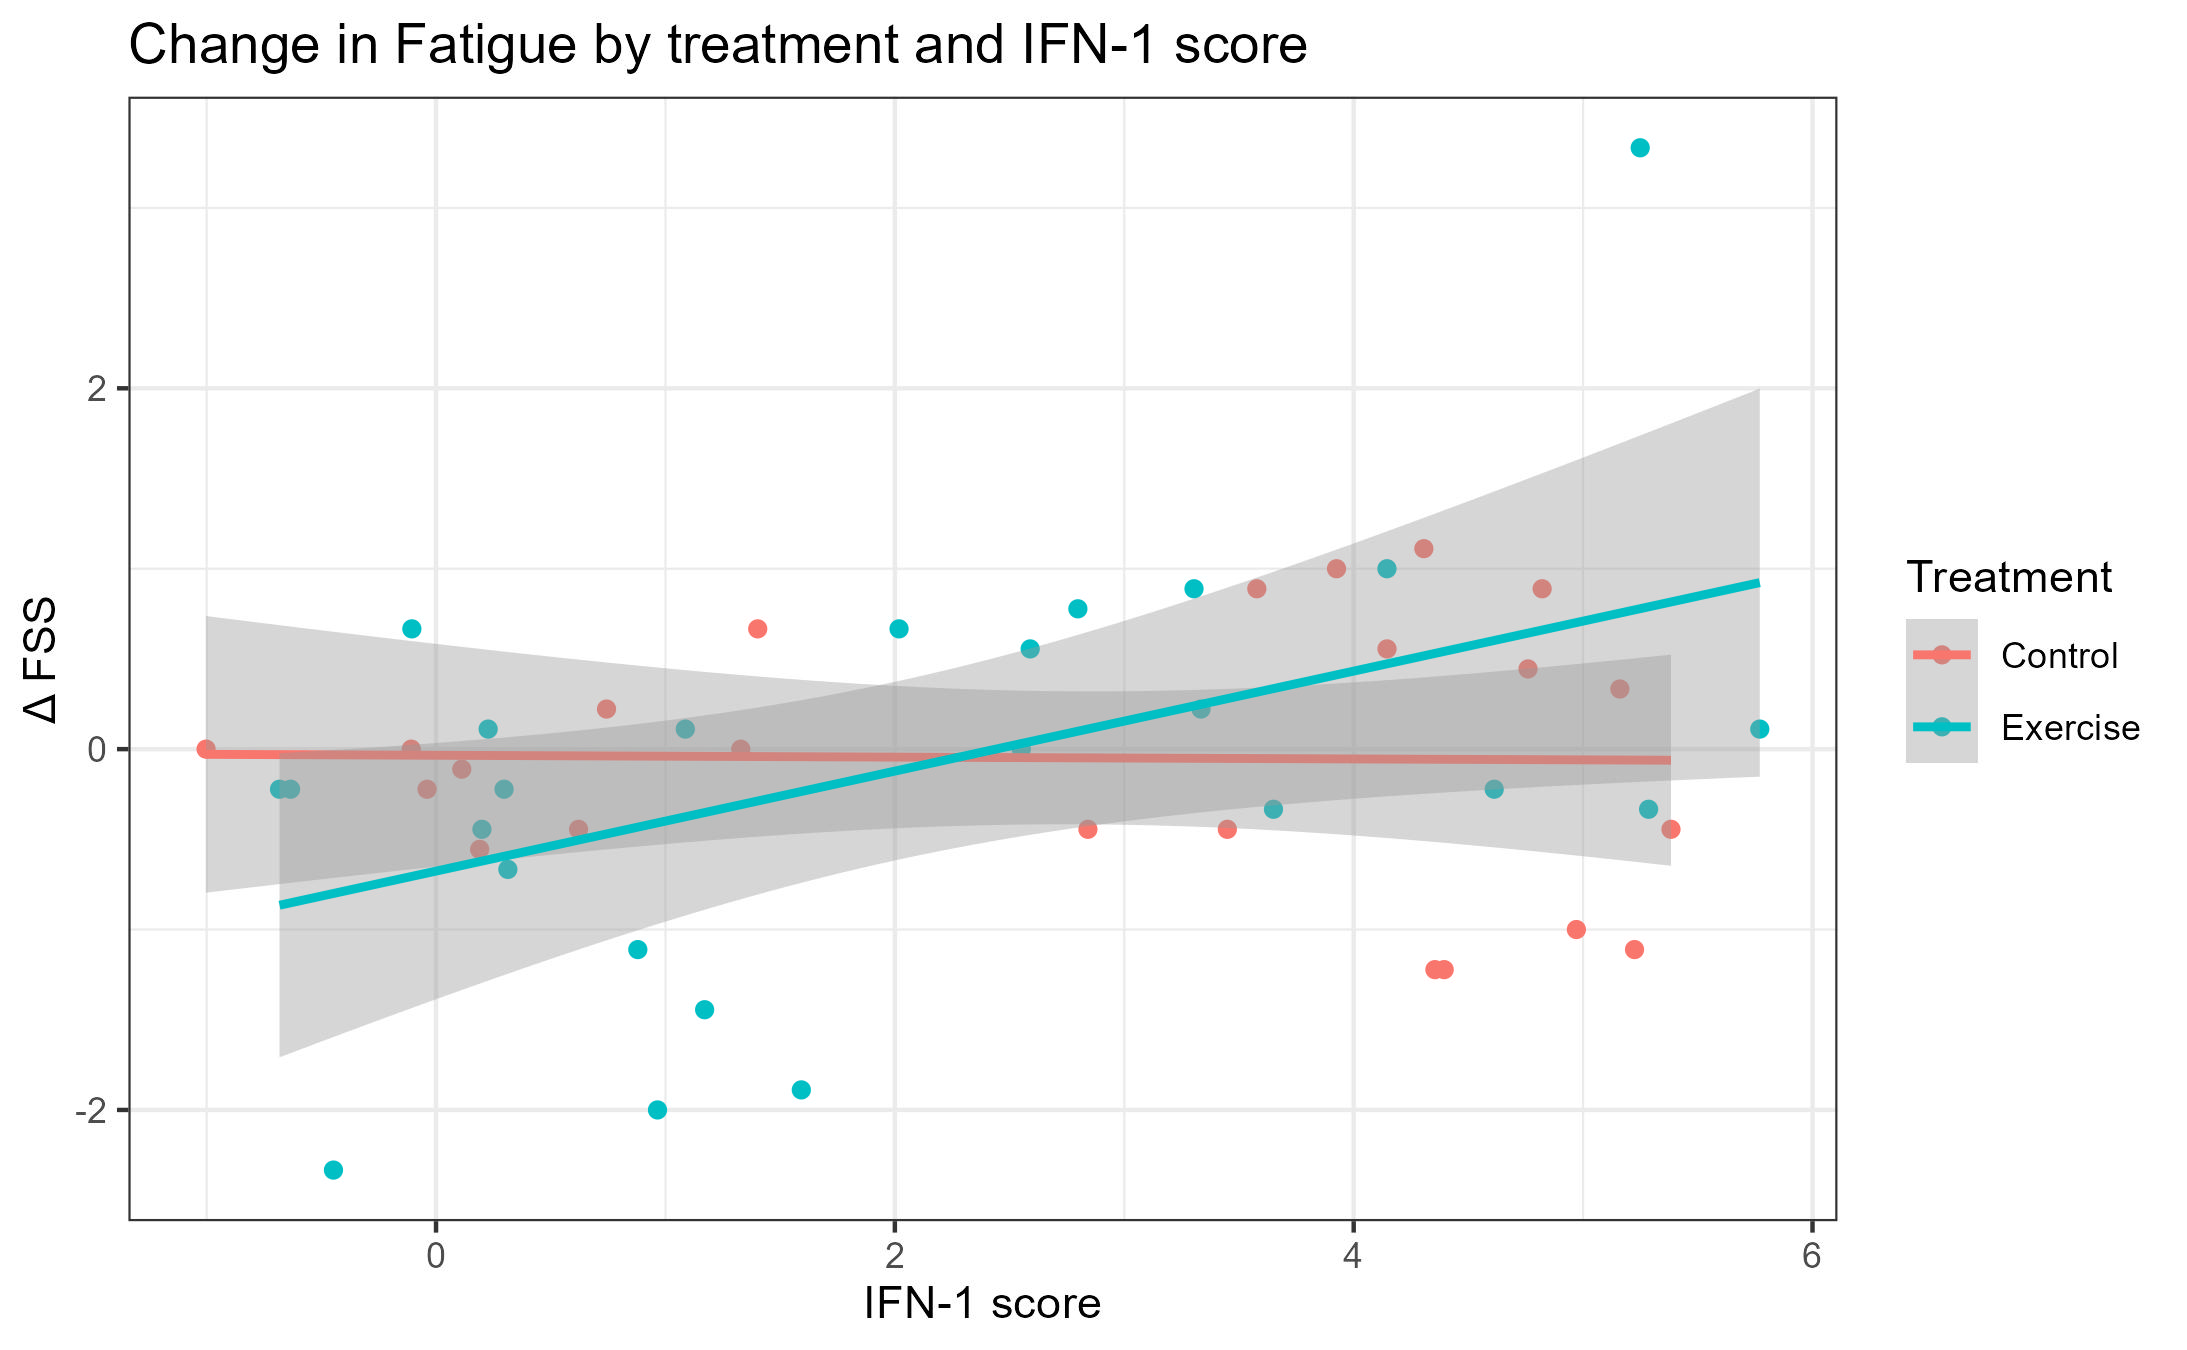 Change in Fatigue by treatment and IFN-1 score
Δ FSS
2
0
-2
0
2
4
6
IFN-1 score
Treatment
Control
Exercise